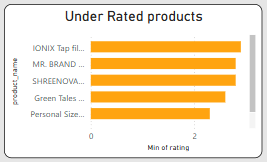 Under Rated products
product_name
IONIX Tap fil...
MR. BRAND ...
SHREENOVA...
Green Tales ...
Personal Size...
0 2
Min of rating